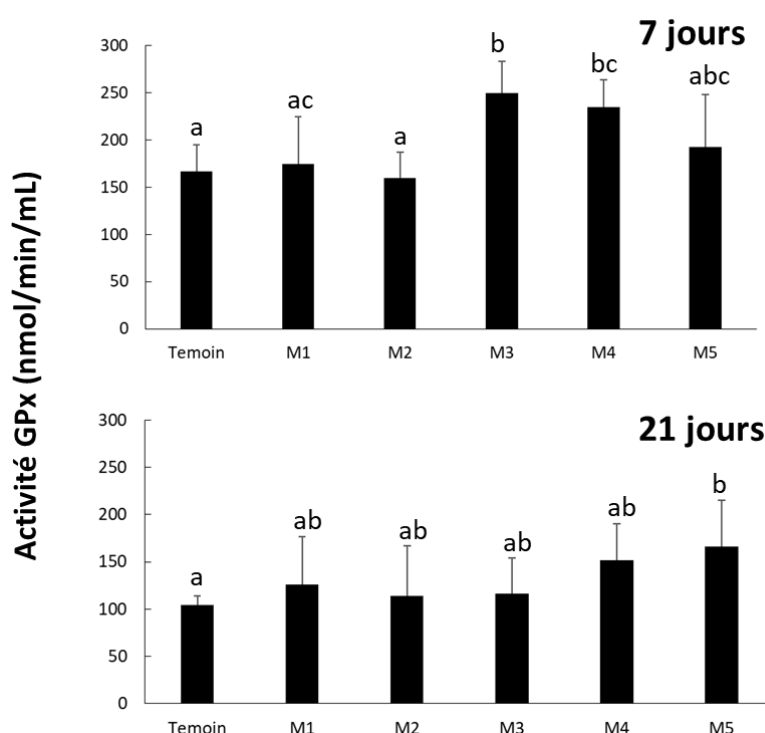 Activité GPx (nmol/min/mL)
7 jours
300
250
200
150
100
50
0
a
ac
a
b
bc
abc
Temoin M1 M2 M3 M4 M5
21 jours
300
250
200
150
100
50
0
a
ab
ab
ab
ab
b
Temoin M1 M2 M3 M4 M5